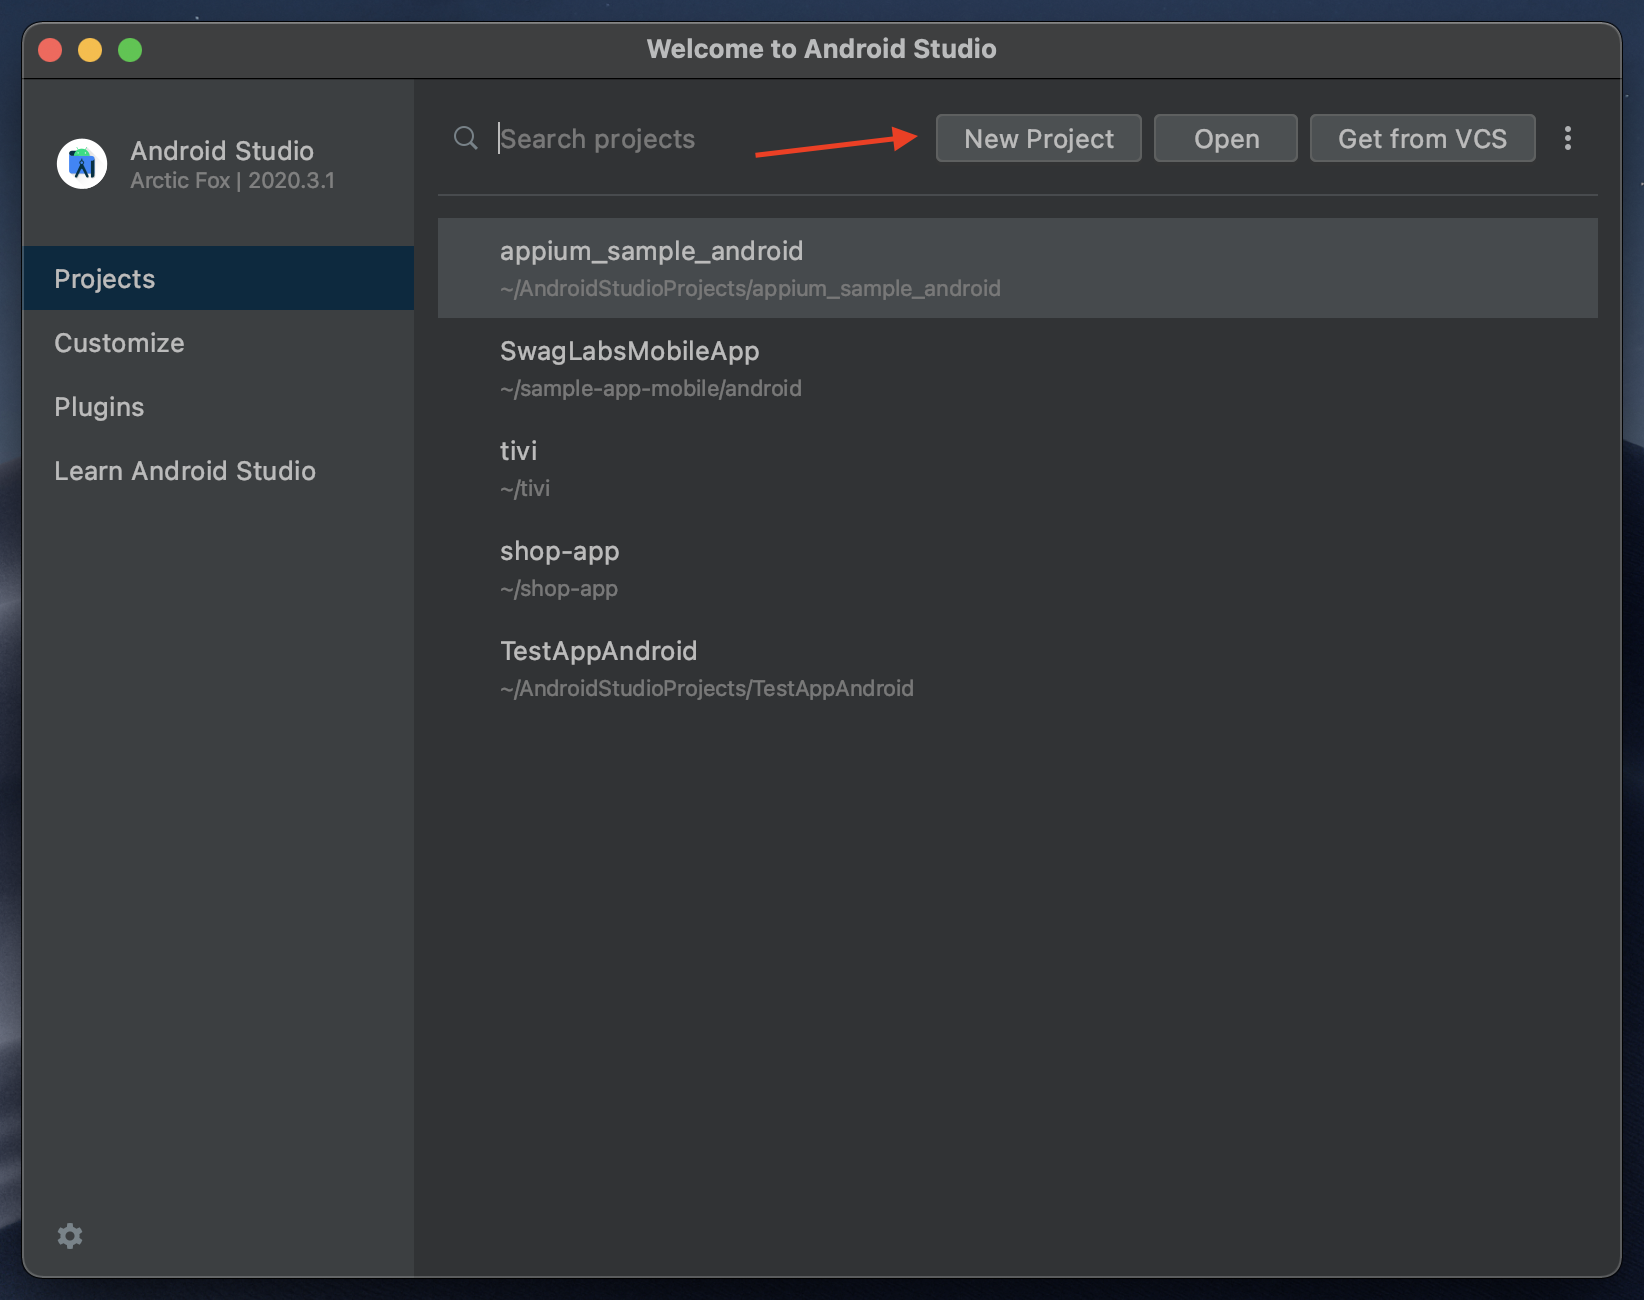 Welcome to Android Studio
Android Studio
Arctic Fox | 2020.3.1
Projects
Customize
Plugins
Learn Android Studio
Search projects
New Project
Open
Get from VCS
appium_sample_android
~/AndroidStudioProjects/appium_sample_android
SwagLabsMobileApp
~/sample-app-mobile/android
tivi
~/tivi
shop-app
~/shop-app
TestAppAndroid
~/AndroidStudioProjects/TestAppAndroid